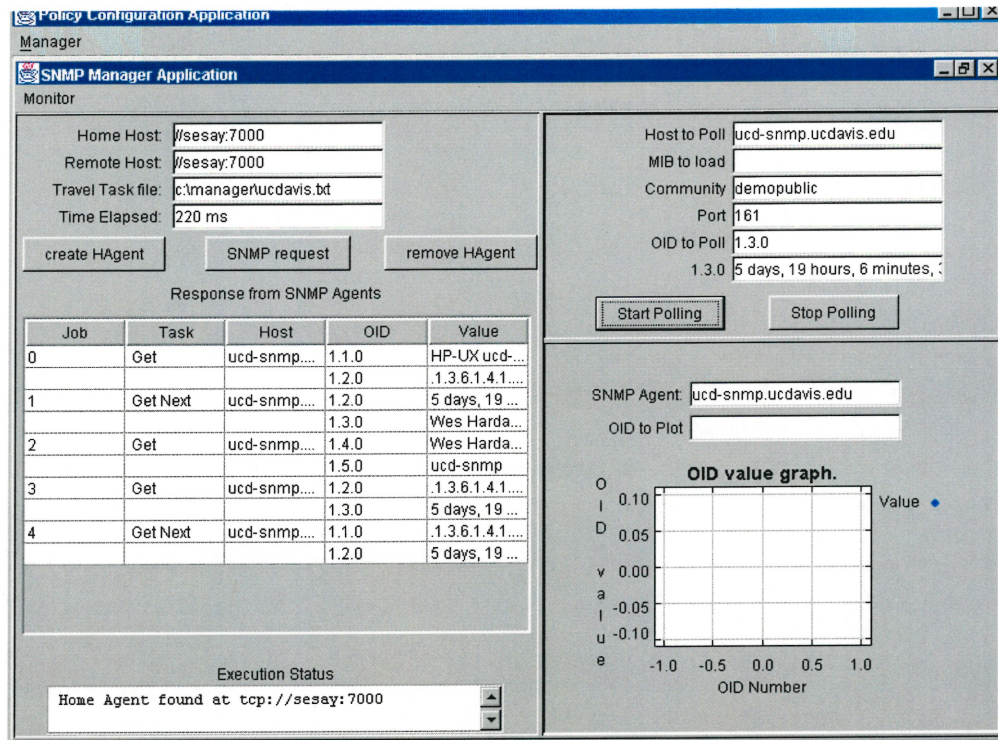 Policy Configuration Application
Manager
SNMP Manager Application
Monitor
Home Host: //sesay:7000
Remote Host: //sesay:7000
Travel Task file: c:\manager\ucdavis.txt
Time Elapsed: 220 ms
create HAgent SNMP request remove HAgent
Response from SNMP Agents
Job Task Host OID Value
0 Get ucd-snmp.... 1.1.0 HP-UX ucd-...
1.2.0 .1.3.6.1.4.1....
1 Get Next ucd-snmp.... 1.2.0 5 days, 19 ...
1.3.0 Wes Harda...
2 Get ucd-snmp.... 1.4.0 Wes Harda...
1.5.0 ucd-snmp
3 Get ucd-snmp.... 1.2.0 .1.3.6.1.4.1....
1.3.0 5 days, 19 ...
4 Get Next ucd-snmp.... 1.1.0 .1.3.6.1.4.1....
1.2.0 5 days, 19 ...
Execution Status
Home Agent found at tcp://sesay:7000
Host to Poll ucd-snmp.ucdavis.edu
MIB to load
Community demopublic
Port 161
OID to Poll 1.3.0
1.3.0 5 days, 19 hours, 6 minutes,
Start Polling Stop Polling
SNMP Agent: ucd-snmp.ucdavis.edu
OID to Plot
OID value graph.
OID value
0.10
0.05
0.00
-0.05
-0.10
Value
-1.0 -0.5 0.0 0.5 1.0
OID Number